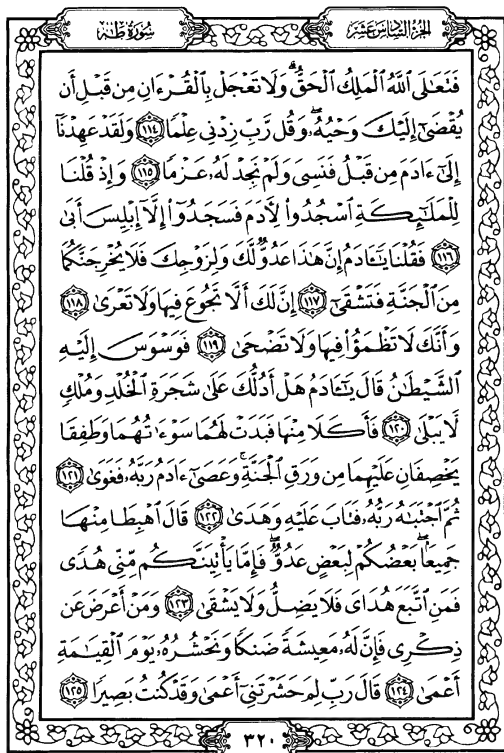 الجزء السادس عشر
سورة طه
فَتَعَٰلَى ٱللَّهُ ٱلْمَلِكُ ٱلْحَقُّ ۗ وَلَا تَعْجَلْ بِٱلْقُرْءَانِ مِن قَبْلِ أَن
يُقْضَىٰٓ إِلَيْكَ وَحْيُهُۥ ۖ وَقُل رَّبِّ زِدْنِى عِلْمًا ١١٤ وَلَقَدْ عَهِدْنَآ
إِلَىٰٓ ءَادَمَ مِن قَبْلُ فَنَسِىَ وَلَمْ نَجِدْ لَهُۥ عَزْمًا ١١٥ وَإِذْ قُلْنَا
لِلْمَلَٰٓئِكَةِ ٱسْجُدُوا۟ لِءَادَمَ فَسَجَدُوٓا۟ إِلَّآ إِبْلِيسَ أَبَىٰ
١١٦ فَقُلْنَا يَٰٓـَٔادَمُ إِنَّ هَٰذَا عَدُوٌّ لَّكَ وَلِزَوْجِكَ فَلَا يُخْرِجَنَّكُمَا
مِنَ ٱلْجَنَّةِ فَتَشْقَىٰٓ ١١٧ إِنَّ لَكَ أَلَّا تَجُوعَ فِيهَا وَلَا تَعْرَىٰ ١١٨
وَأَنَّكَ لَا تَظْمَؤُا۟ فِيهَا وَلَا تَضْحَىٰ ١١٩ فَوَسْوَسَ إِلَيْهِ
ٱلشَّيْطَٰنُ قَالَ يَٰٓـَٔادَمُ هَلْ أَدُلُّكَ عَلَىٰ شَجَرَةِ ٱلْخُلْدِ وَمُلْكٍ
لَّا يَبْلَىٰ ١٢٠ فَأَكَلَا مِنْهَا فَبَدَتْ لَهُمَا سَوْءَٰتُهُمَا وَطَفِقَا
يَخْصِفَانِ عَلَيْهِمَا مِن وَرَقِ ٱلْجَنَّةِ ۚ وَعَصَىٰٓ ءَادَمُ رَبَّهُۥ فَغَوَىٰ ١٢١
ثُمَّ ٱجْتَبَٰهُ رَبُّهُۥ فَتَابَ عَلَيْهِ وَهَدَىٰ ١٢٢ قَالَ ٱهْبِطَا مِنْهَا
جَمِيعًۢا ۖ بَعْضُكُمْ لِبَعْضٍ عَدُوٌّ ۖ فَإِمَّا يَأْتِيَنَّكُم مِّنِّى هُدًى
فَمَنِ ٱتَّبَعَ هُدَاىَ فَلَا يَضِلُّ وَلَا يَشْقَىٰ ١٢٣ وَمَنْ أَعْرَضَ عَن
ذِكْرِى فَإِنَّ لَهُۥ مَعِيشَةً ضَنكًا وَنَحْشُرُهُۥ يَوْمَ ٱلْقِيَٰمَةِ
أَعْمَىٰ ١٢٤ قَالَ رَبِّ لِمَ حَشَرْتَنِىٓ أَعْمَىٰ وَقَدْ كُنتُ بَصِيرًا ١٢٥
٣٢٠